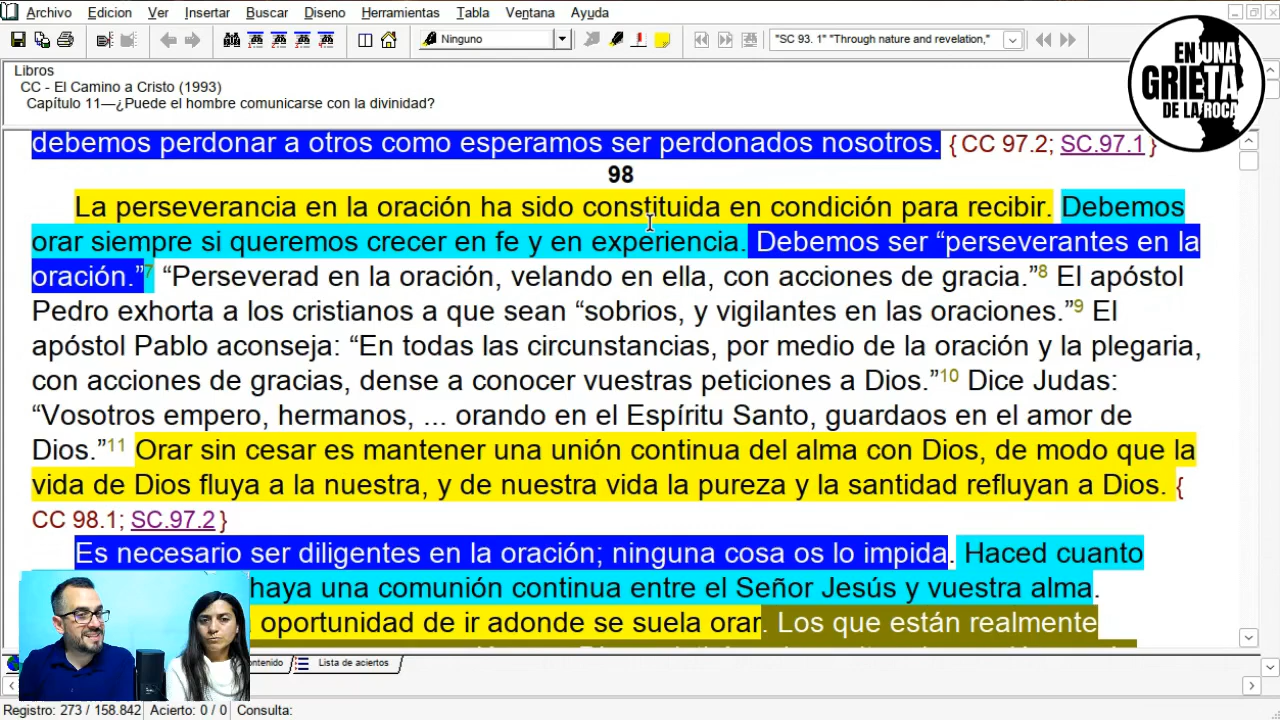 Archivo Edicion Ver Insertar Buscar Diseno Herramientas Tabla Ventana Ayuda
Ninguno "SC 93. 1" "Through nature and revelation,"
EN UNA
GRIETA
DE LA ROCA
Libros
CC - El Camino a Cristo (1993)
Capítulo 11—¿Puede el hombre comunicarse con la divinidad?
debemos perdonar a otros como esperamos ser perdonados nosotros. { CC 97.2; SC.97.1 }
98
La perseverancia en la oración ha sido constituida en condición para recibir. Debemos
orar siempre si queremos crecer en fe y en experiencia. Debemos ser “perseverantes en la
oración.”7 “Perseverad en la oración, velando en ella, con acciones de gracia.”8 El apóstol
Pedro exhorta a los cristianos a que sean “sobrios, y vigilantes en las oraciones.”9 El
apóstol Pablo aconseja: “En todas las circunstancias, por medio de la oración y la plegaria,
con acciones de gracias, dense a conocer vuestras peticiones a Dios.”10 Dice Judas:
“Vosotros empero, hermanos, ... orando en el Espíritu Santo, guardaos en el amor de
Dios.”11 Orar sin cesar es mantener una unión continua del alma con Dios, de modo que la
vida de Dios fluya a la nuestra, y de nuestra vida la pureza y la santidad refluyan a Dios. {
CC 98.1; SC.97.2 }
Es necesario ser diligentes en la oración; ninguna cosa os lo impida. Haced cuanto
haya una comunión continua entre el Señor Jesús y vuestra alma.
oportunidad de ir adonde se suela orar. Los que están realmente
Lista de aciertos
Registro: 273 / 158.842 Acierto: 0 / 0 Consulta: